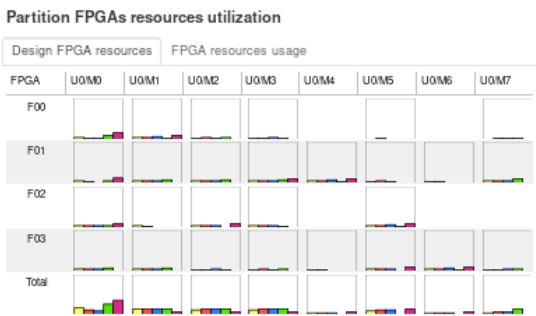 Partition FPGAs resources utilization
Design FPGA resources FPGA resources usage
FPGA U0/M0 U0/M1 U0/M2 U0/M3 U0/M4 U0/M5 U0/M6 U0/M7
F00
F01
F02
F03
Total